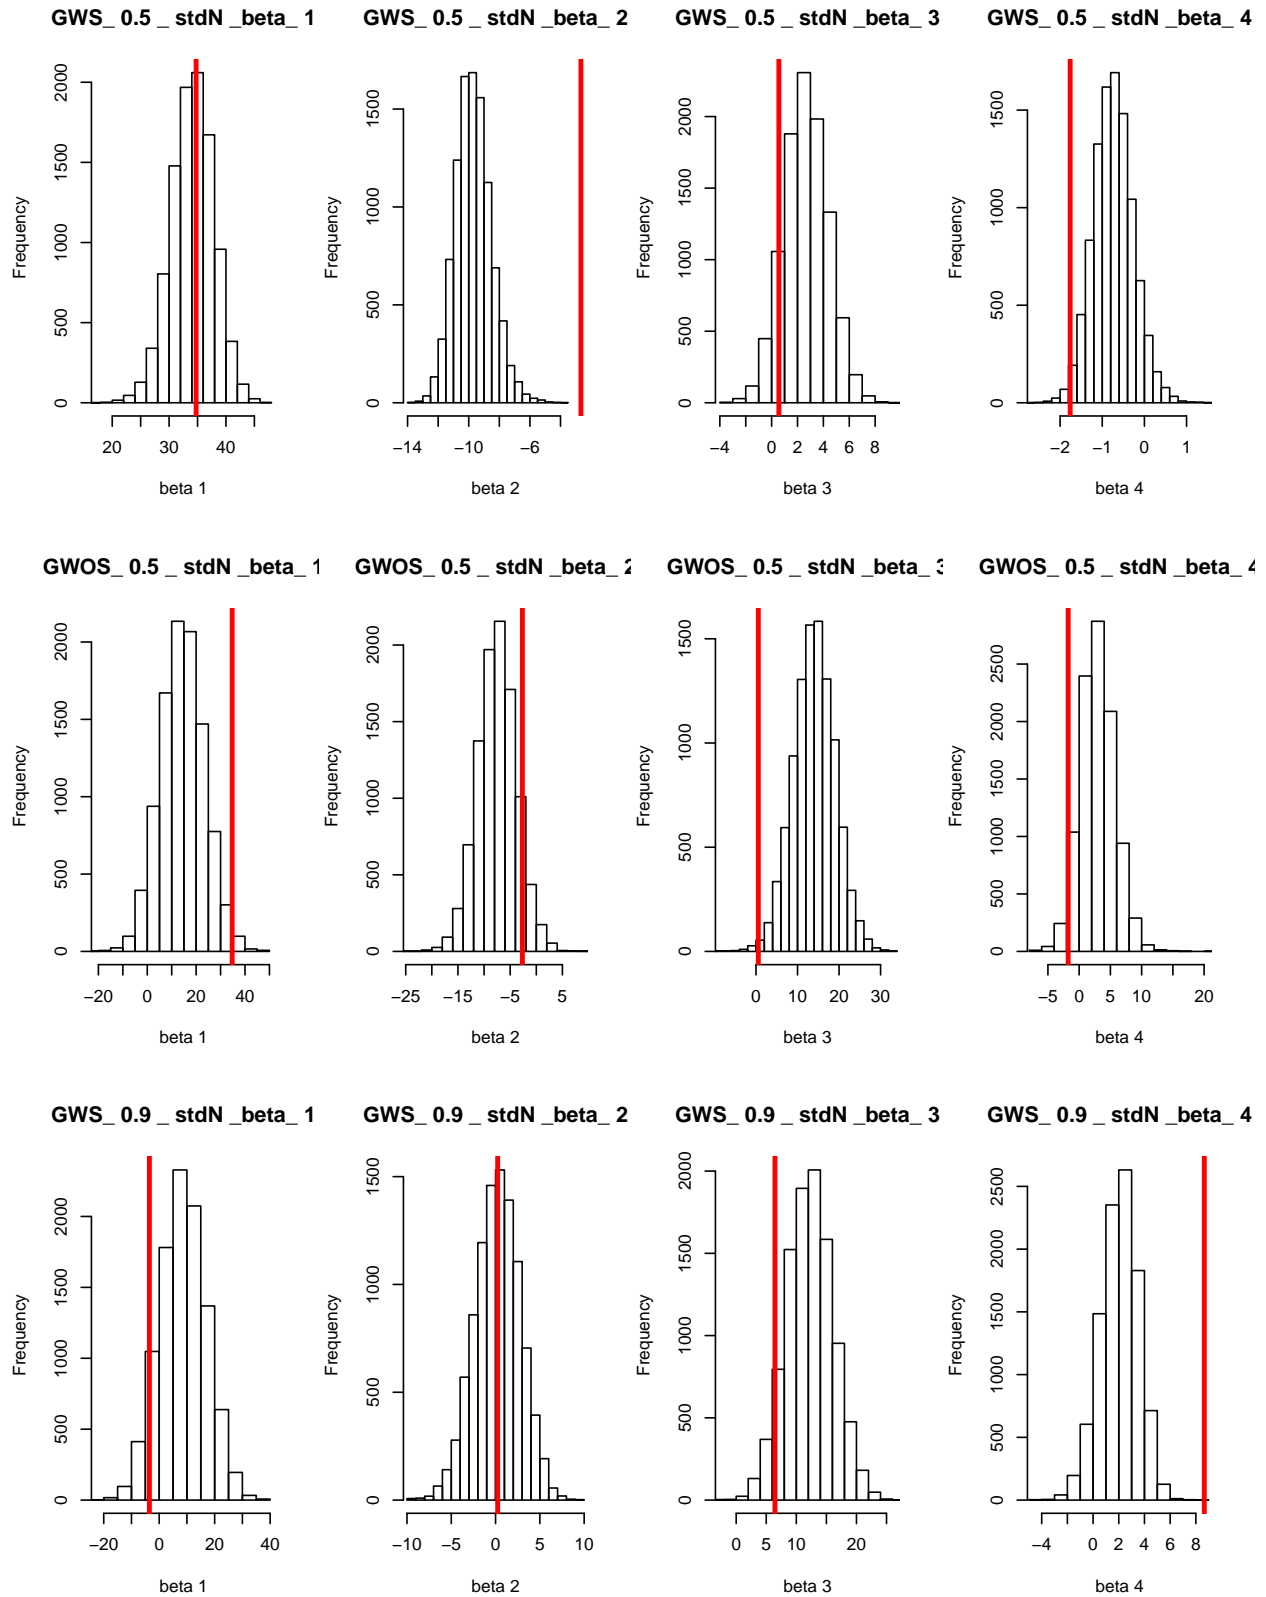 GWS_ 0.5 _ stdN _beta_ 1
Frequency
0 500 1000 1500 2000
20 30 40
beta 1
GWS_ 0.5 _ stdN _beta_ 2
Frequency
0 500 1000 1500
−14 −10 −6
beta 2
GWS_ 0.5 _ stdN _beta_ 3
Frequency
0 500 1000 1500 2000
−4 0 2 4 6 8
beta 3
GWS_ 0.5 _ stdN _beta_ 4
Frequency
0 500 1000 1500
−2 −1 0 1
beta 4
GWOS_ 0.5 _ stdN _beta_ 1
Frequency
0 500 1000 1500 2000
−20 0 20 40
beta 1
GWOS_ 0.5 _ stdN _beta_ 2
Frequency
0 500 1000 1500 2000
−25 −15 −5 5
beta 2
GWOS_ 0.5 _ stdN _beta_ 3
Frequency
0 500 1000 1500
0 10 20 30
beta 3
GWOS_ 0.5 _ stdN _beta_ 4
Frequency
0 500 1000 1500 2000 2500
−5 0 5 10 20
beta 4
GWS_ 0.9 _ stdN _beta_ 1
Frequency
0 500 1000 1500 2000
−20 0 20 40
beta 1
GWS_ 0.9 _ stdN _beta_ 2
Frequency
0 500 1000 1500
−10 −5 0 5 10
beta 2
GWS_ 0.9 _ stdN _beta_ 3
Frequency
0 500 1000 1500 2000
0 5 10 20
beta 3
GWS_ 0.9 _ stdN _beta_ 4
Frequency
0 500 1000 1500 2000 2500
−4 0 2 4 6 8
beta 4